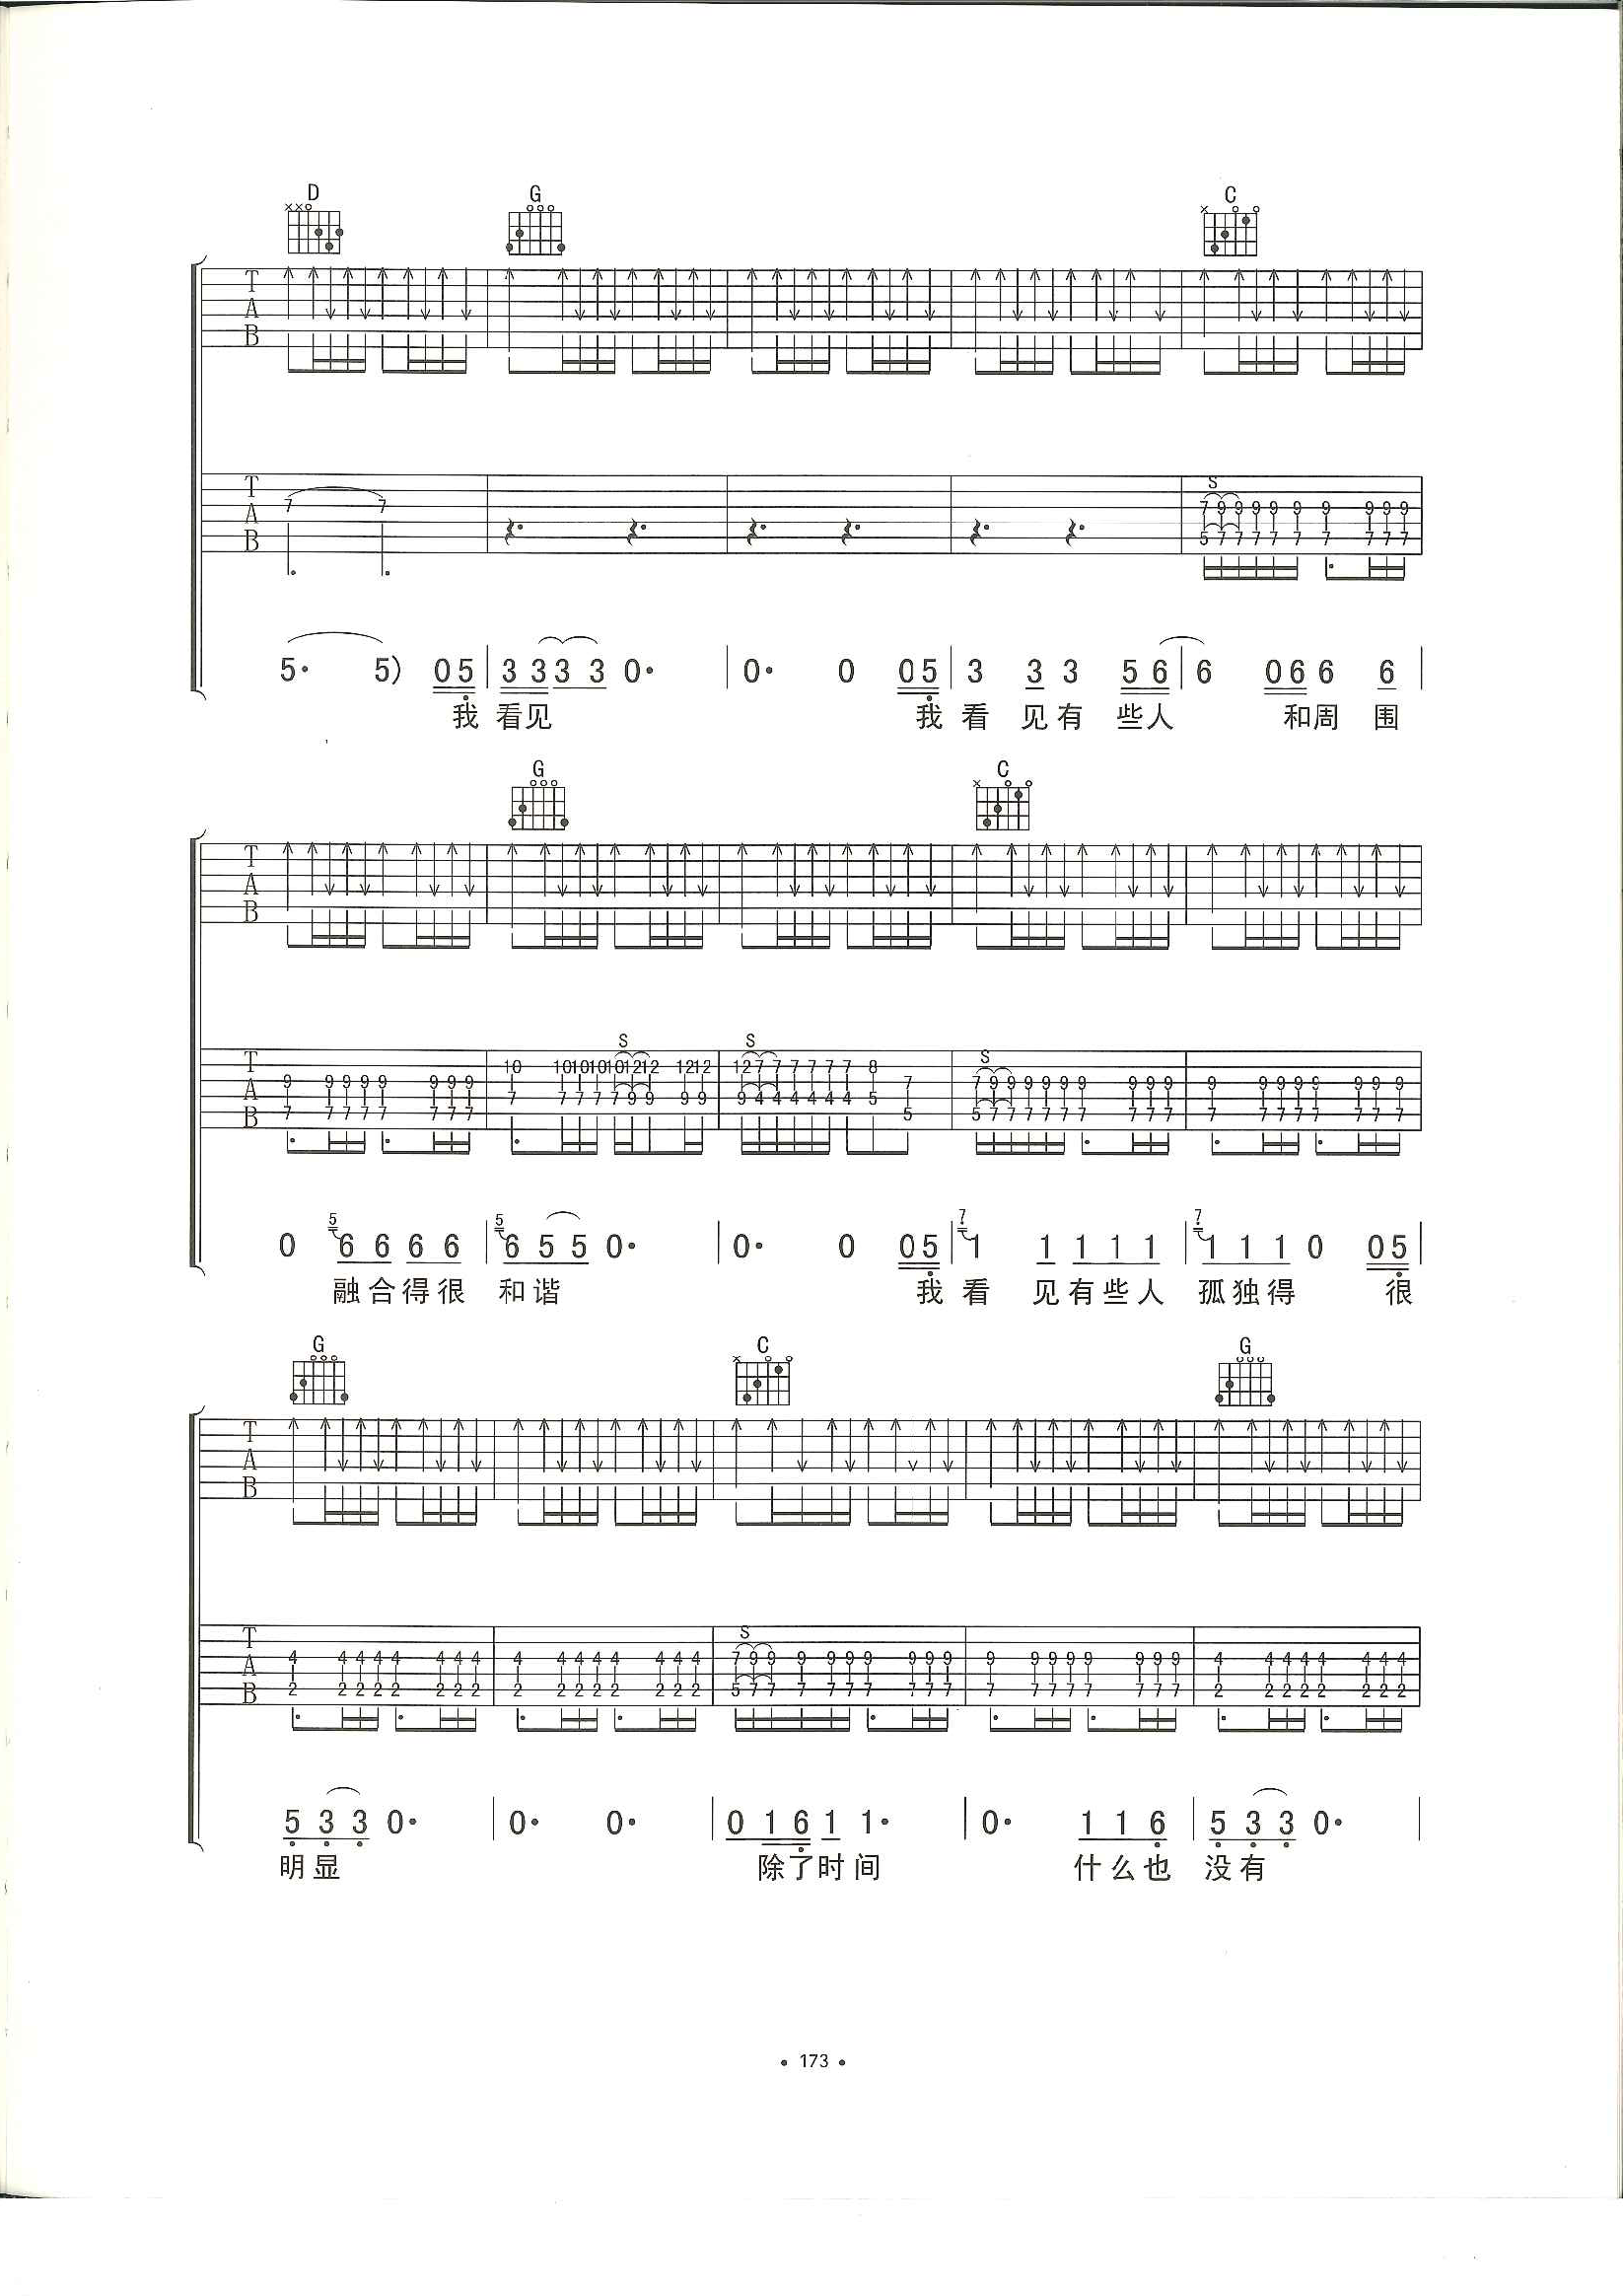 D G C
T
A
B
S
T 7 7 7 9 9 9 9 9 9 9 9 9
A
B 5 7 7 7 7 7 7 7 7 7
5· 5) 05 33 33 0· 0· 0 05 3 3 3 56 6 06 6 6
我 看见 我 看 见 有 些人 和周 围
G C
T
A
B
S S S
T 10 10 10 10 10 12 12 12 12 12 7 7 7 7 7 7 8
A 9 9 9 9 9 9 9 9 7 7 9 9 9 9 9 9 9 9 9 9 9 9 9 9 9 9 9
7 7 7 7 7 9 9 9 9 9 4 4 4 4 4 4 5
B 7 7 7 7 7 7 7 7 5 5 7 7 7 7 7 7 7 7 7 7 7 7 7 7 7 7 7
5 5 7 7
0 6 6 6 6 6 5 5 0· 0· 0 05 1 1 1 1 1 1 1 1 0 05
融合得很 和谐 我 看 见有些人 孤独得 很
G C G
T
A
B
S
T
A 4 4 4 4 4 4 4 4 4 4 4 4 4 4 4 4 7 9 9 9 9 9 9 9 9 9 9 9 9 9 9 9 9 9 9 4 4 4 4 4 4 4 4
B 2 2 2 2 2 2 2 2 2 2 2 2 2 2 2 2 5 7 7 7 7 7 7 7 7 7 7 7 7 7 7 7 7 7 7 2 2 2 2 2 2 2 2
5 3 3 0· 0· 0· 0 1 6 1 1· 0· 1 1 6 5 3 3 0·
明显 除了时间 什么也 没有
• 173 •